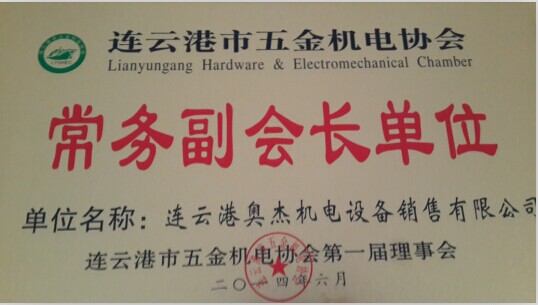 连云港市五金机电协会
Lianyungang Hardware & Electromechanical Chamber
常务副会长单位
单位名称：连云港奥杰机电设备销售有限公司
连云港市五金机电协会第一届理事会
二〇一四年六月